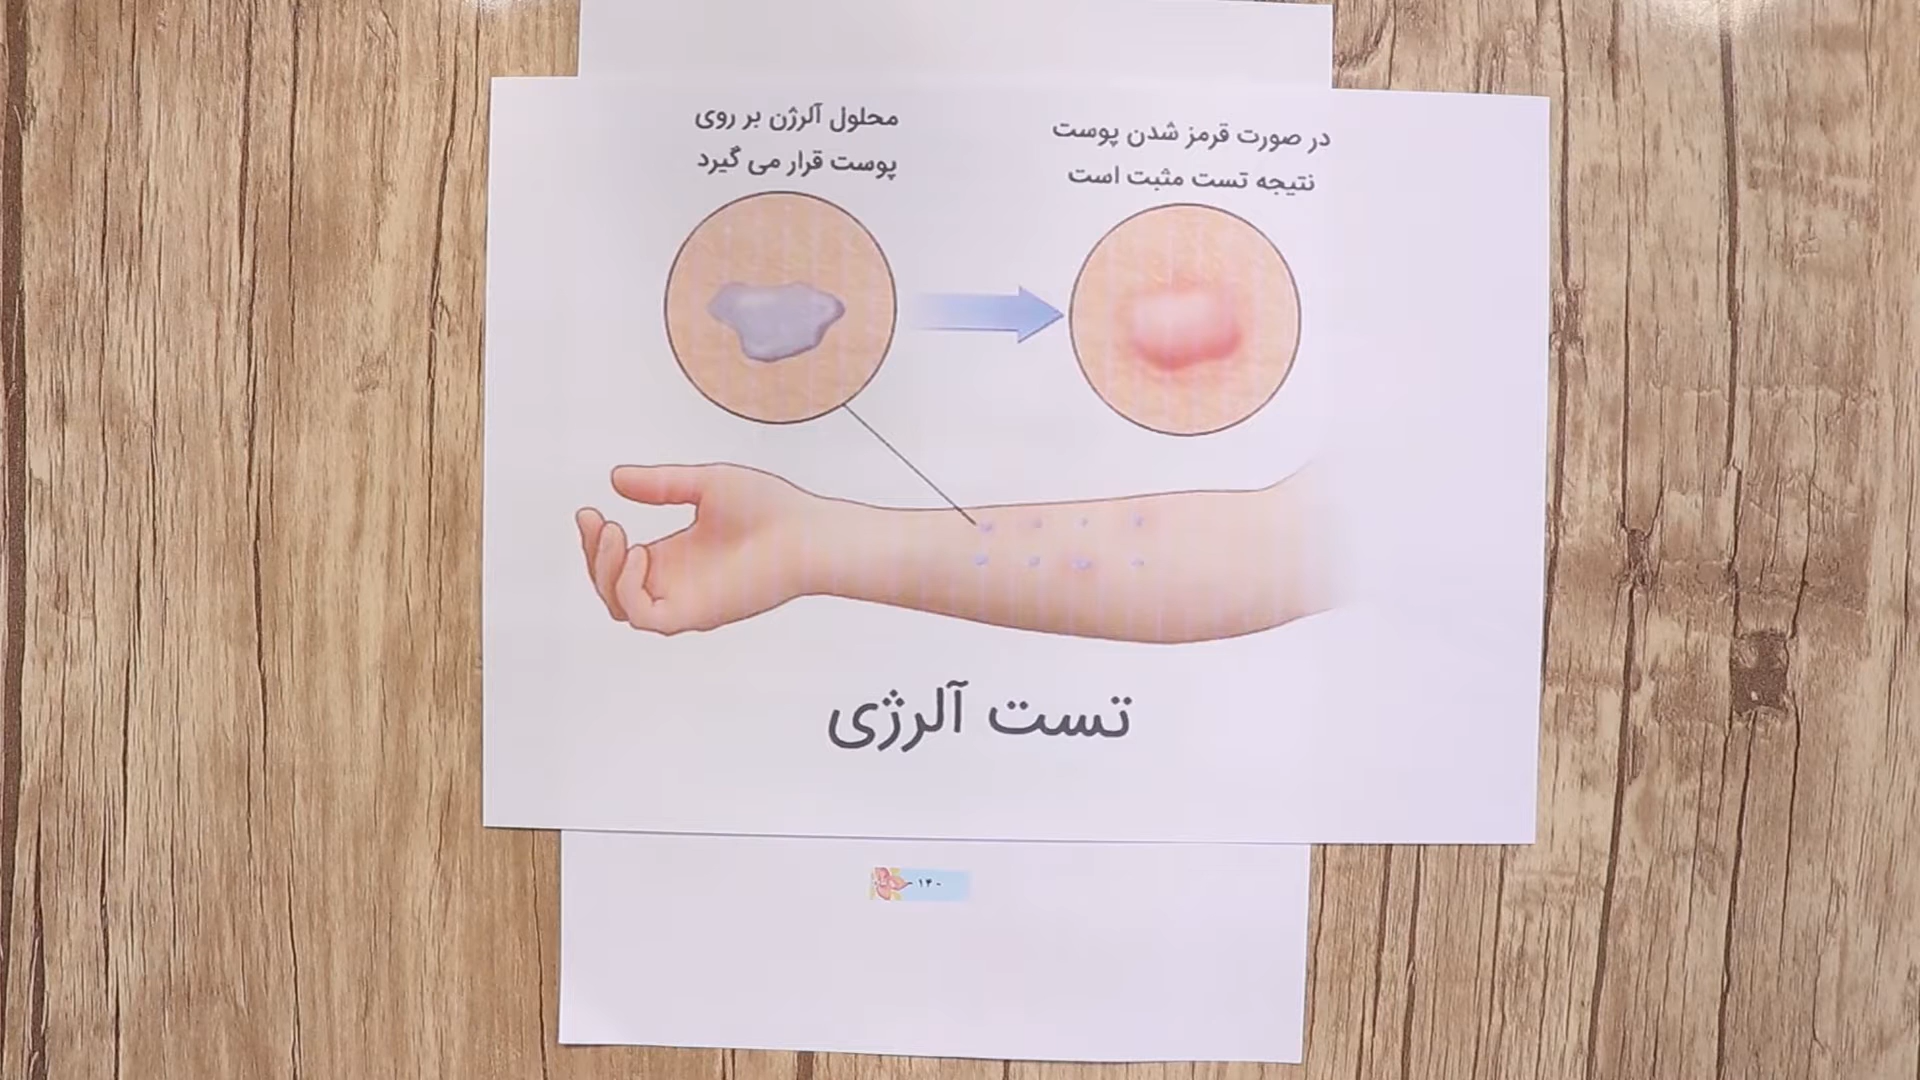 محلول آلرژن بر روی
پوست قرار می گیرد
در صورت قرمز شدن پوست
نتیجه تست مثبت است
تست آلرژی
- ۱۴۰